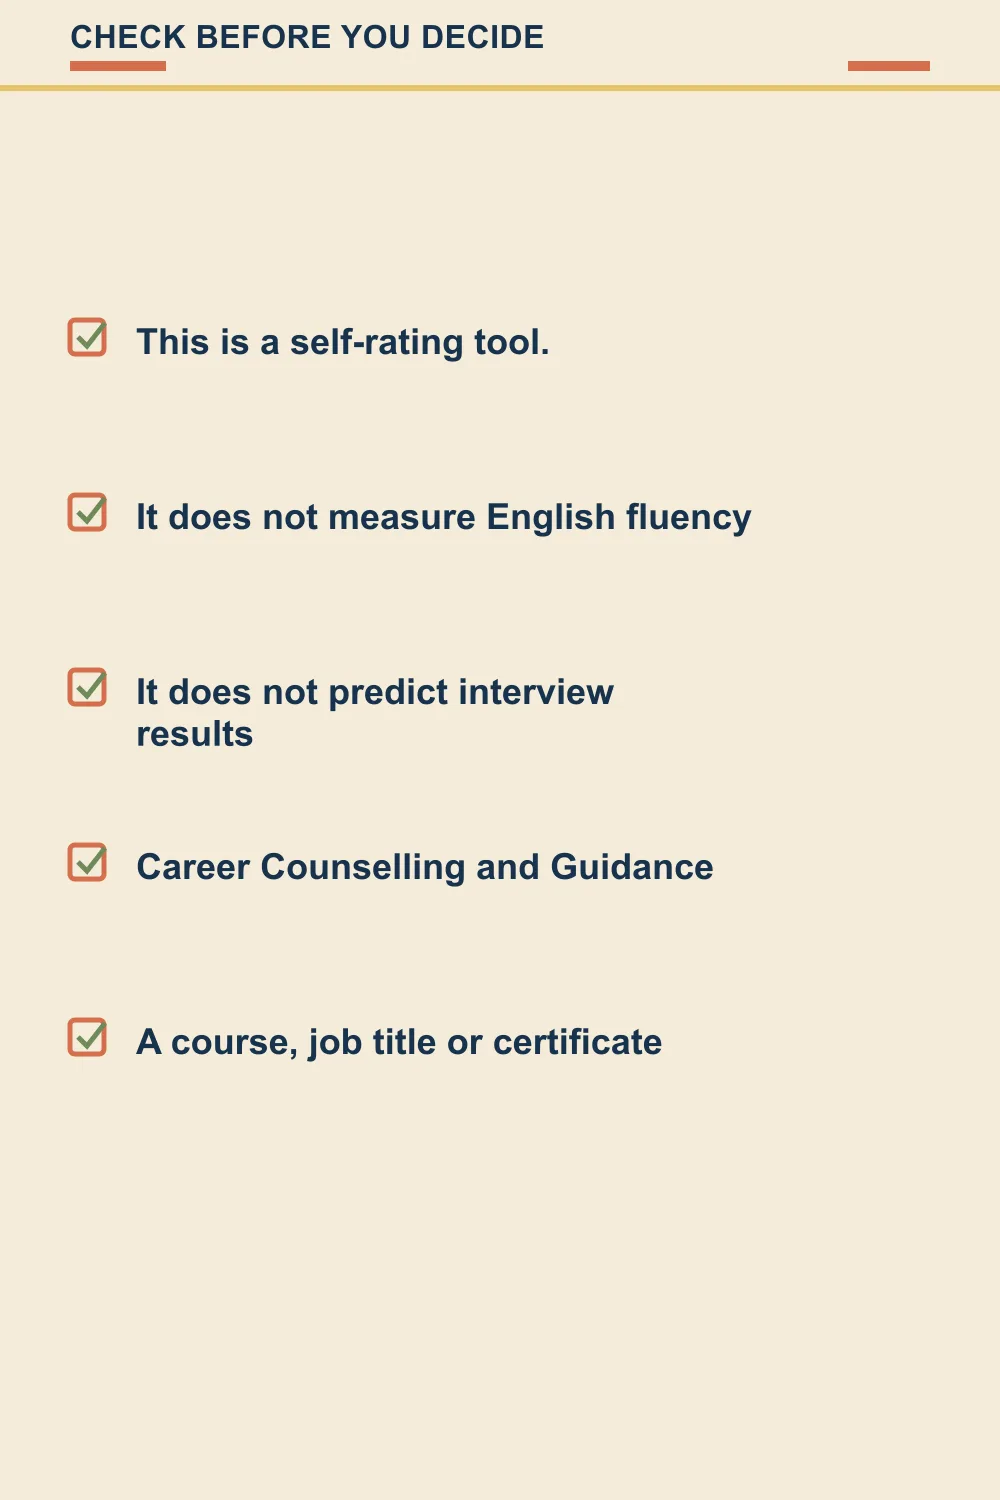 CHECK BEFORE YOU DECIDE
This is a self-rating tool.
It does not measure English fluency
It does not predict interview
results
Career Counselling and Guidance
A course, job title or certificate